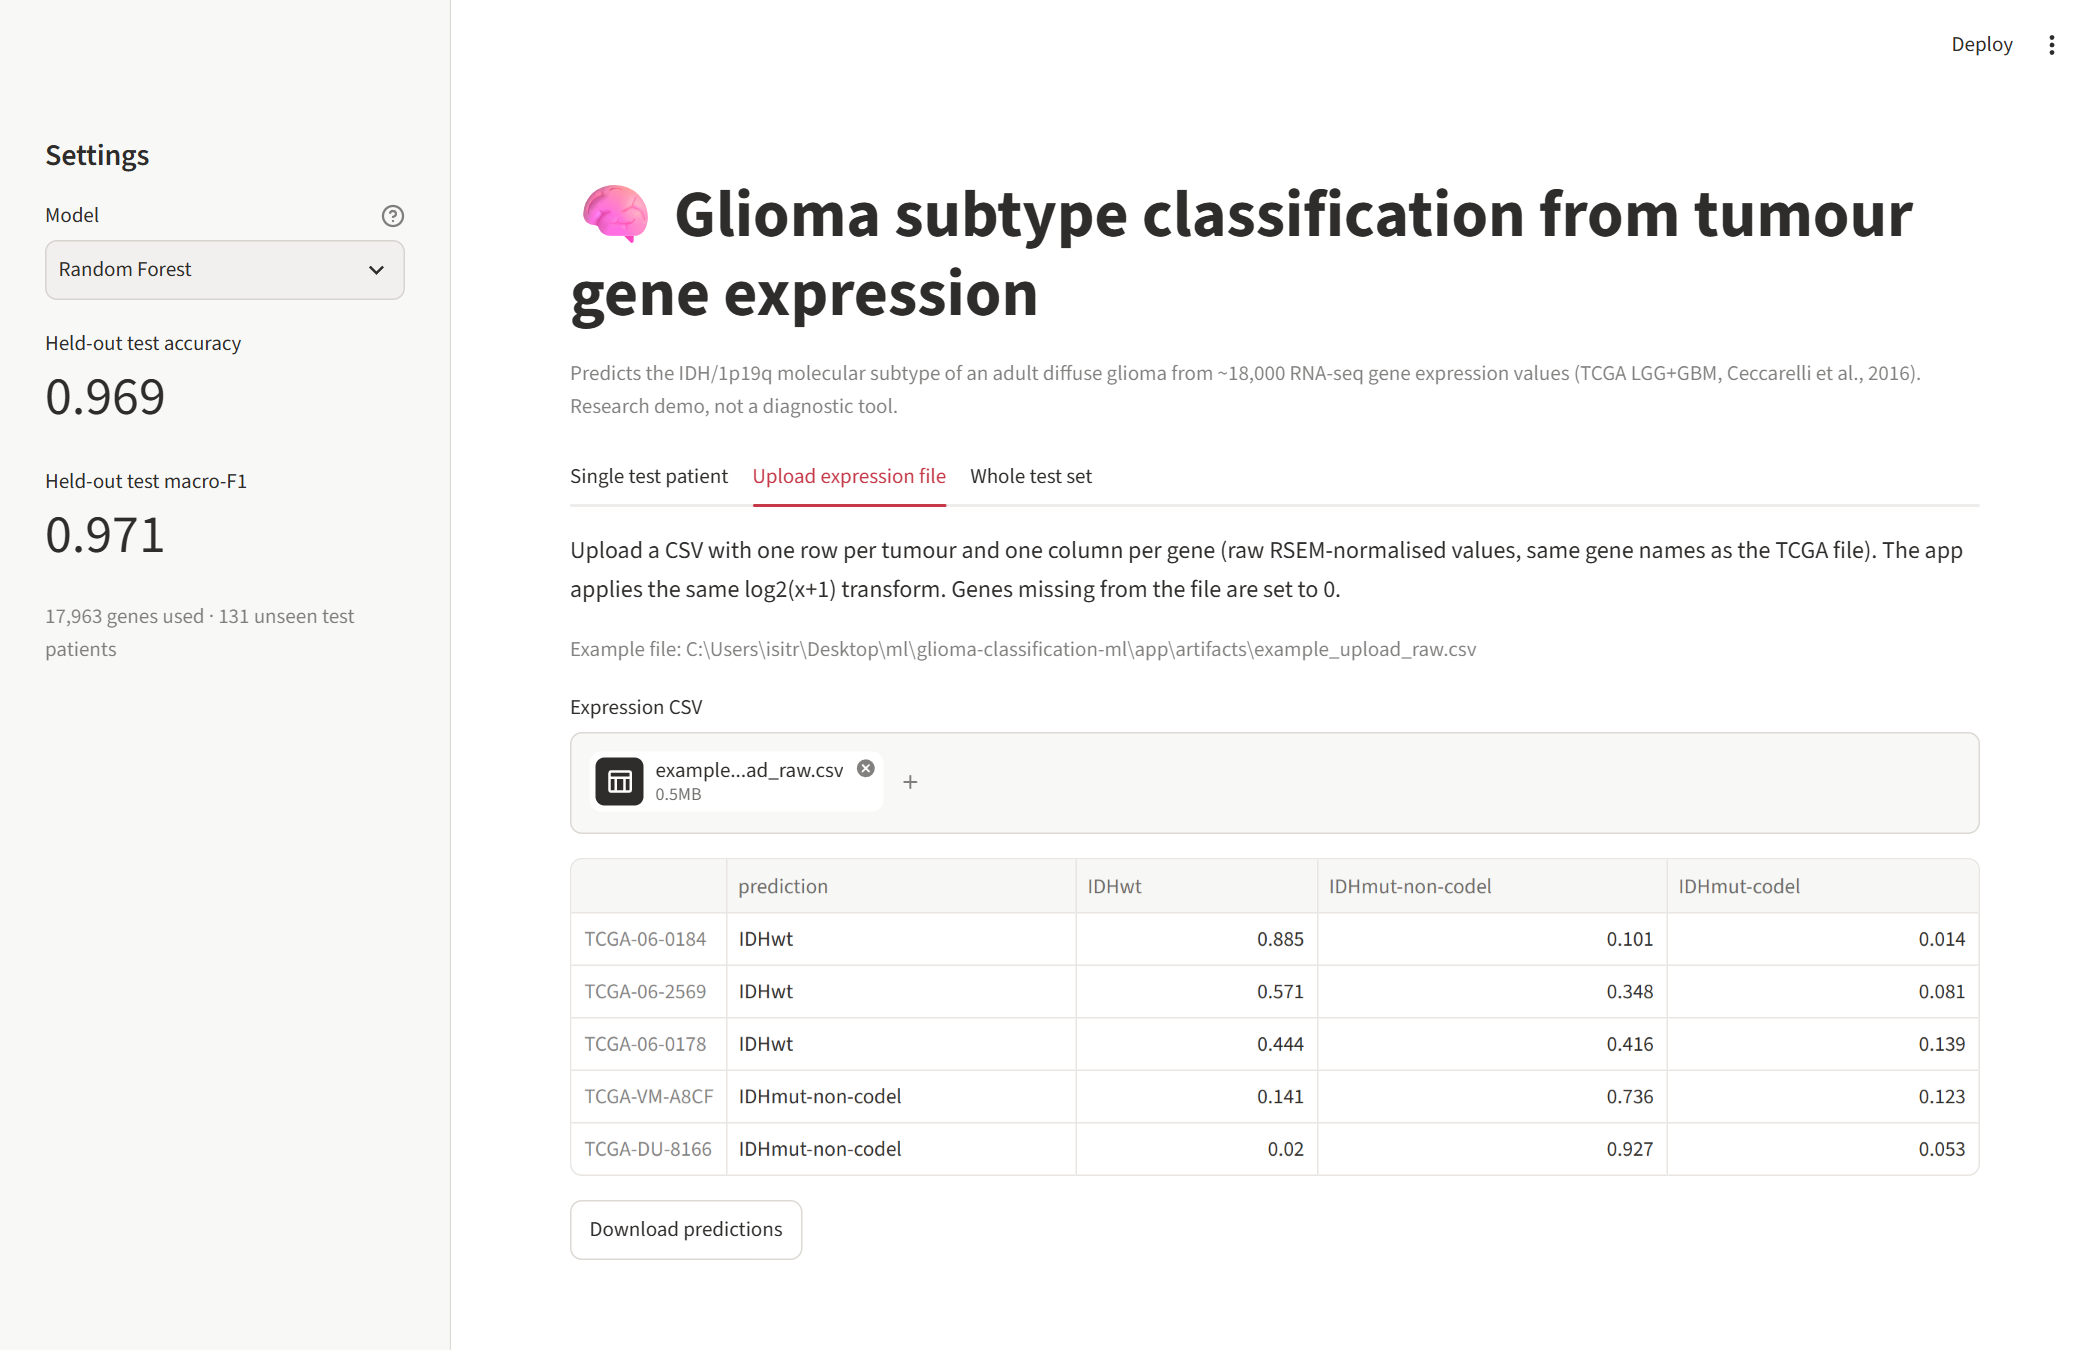 Deploy
Settings
Model
Random Forest
Held-out test accuracy
0.969
Held-out test macro-F1
0.971
17,963 genes used · 131 unseen test
patients
Glioma subtype classification from tumour
gene expression
Predicts the IDH/1p19q molecular subtype of an adult diffuse glioma from ~18,000 RNA-seq gene expression values (TCGA LGG+GBM, Ceccarelli et al., 2016).
Research demo, not a diagnostic tool.
Single test patient Upload expression file Whole test set
Upload a CSV with one row per tumour and one column per gene (raw RSEM-normalised values, same gene names as the TCGA file). The app
applies the same log2(x+1) transform. Genes missing from the file are set to 0.
Example file: C:\Users\isitr\Desktop\ml\glioma-classification-ml\app\artifacts\example_upload_raw.csv
Expression CSV
example...ad_raw.csv
0.5MB
prediction IDHwt IDHmut-non-codel IDHmut-codel
TCGA-06-0184 IDHwt 0.885 0.101 0.014
TCGA-06-2569 IDHwt 0.571 0.348 0.081
TCGA-06-0178 IDHwt 0.444 0.416 0.139
TCGA-VM-A8CF IDHmut-non-codel 0.141 0.736 0.123
TCGA-DU-8166 IDHmut-non-codel 0.02 0.927 0.053
Download predictions